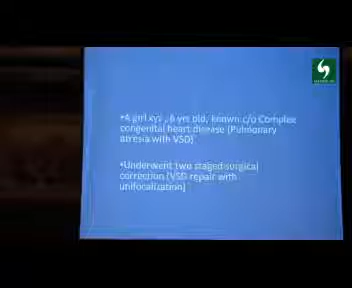 •A girl xyz , 6 yrs old, known c/o Complex
congenital heart disease (Pulmonary
atresia with VSD)
•Underwent two staged surgical
correction (VSD repair with
unifocalization)